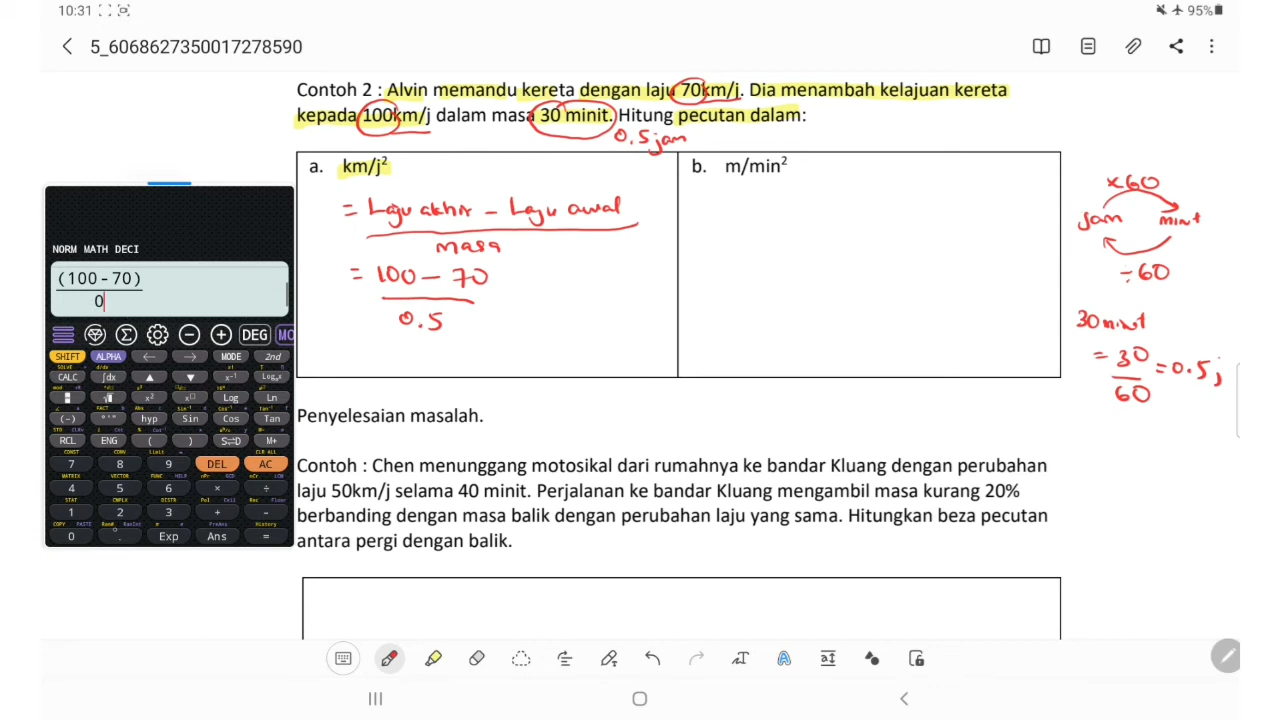 10:31
95%
5_6068627350017278590
Contoh 2 : Alvin memandu kereta dengan laju 70km/j. Dia menambah kelajuan kereta
kepada 100km/j dalam masa 30 minit. Hitung pecutan dalam:
0.5 jam
a. km/j²
= Laju akhir - Laju awal
masa
= 100 - 70
0.5
b. m/min²
×60
jam minit
÷60
30 minit
= 30
60
= 0.5 j
NORM MATH DECI
(100-70)
0
DEG MO
SHIFT ALPHA ← → MODE 2nd
CALC ∫dx ▲ ▼ x⁻¹ Logₐx
x² Log Ln
(-) hyp Sin Cos Tan
RCL ENG ( ) S⇌D M+
7 8 9 DEL AC
4 5 6 × ÷
1 2 3 + -
0 . Exp Ans =
Penyelesaian masalah.
Contoh : Chen menunggang motosikal dari rumahnya ke bandar Kluang dengan perubahan
laju 50km/j selama 40 minit. Perjalanan ke bandar Kluang mengambil masa kurang 20%
berbanding dengan masa balik dengan perubahan laju yang sama. Hitungkan beza pecutan
antara pergi dengan balik.